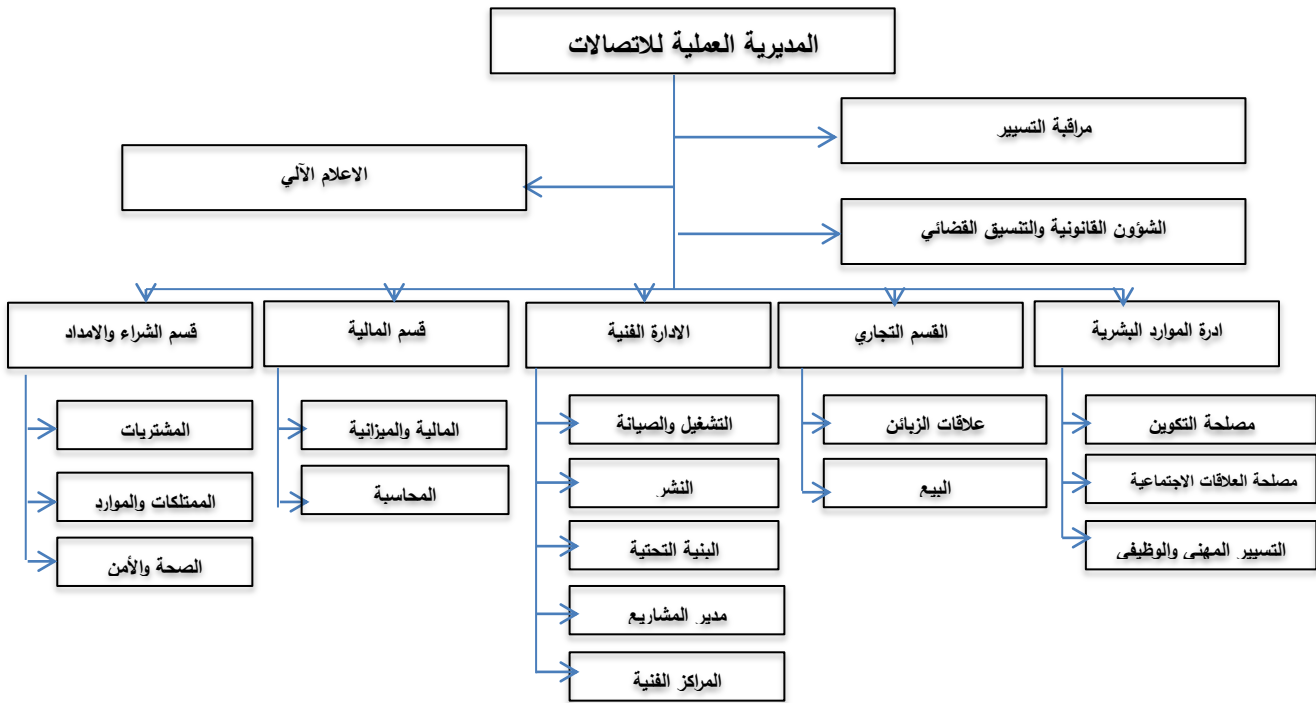 المديرية العملية للاتصالات
مراقبة التسيير
الاعلام الآلي
الشؤون القانونية والتنسيق القضائي
ادرة الموارد البشرية
القسم التجاري
الادارة الفنية
قسم المالية
قسم الشراء والامداد
مصلحة التكوين
علاقات الزبائن
التشغيل والصيانة
المالية والميزانية
المشتريات
مصلحة العلاقات الاجتماعية
البيع
النشر
المحاسبة
الممتلكات والموارد
التسيير المهني والوظيفي
البنية التحتية
الصحة والأمن
مدير المشاريع
المراكز الفنية